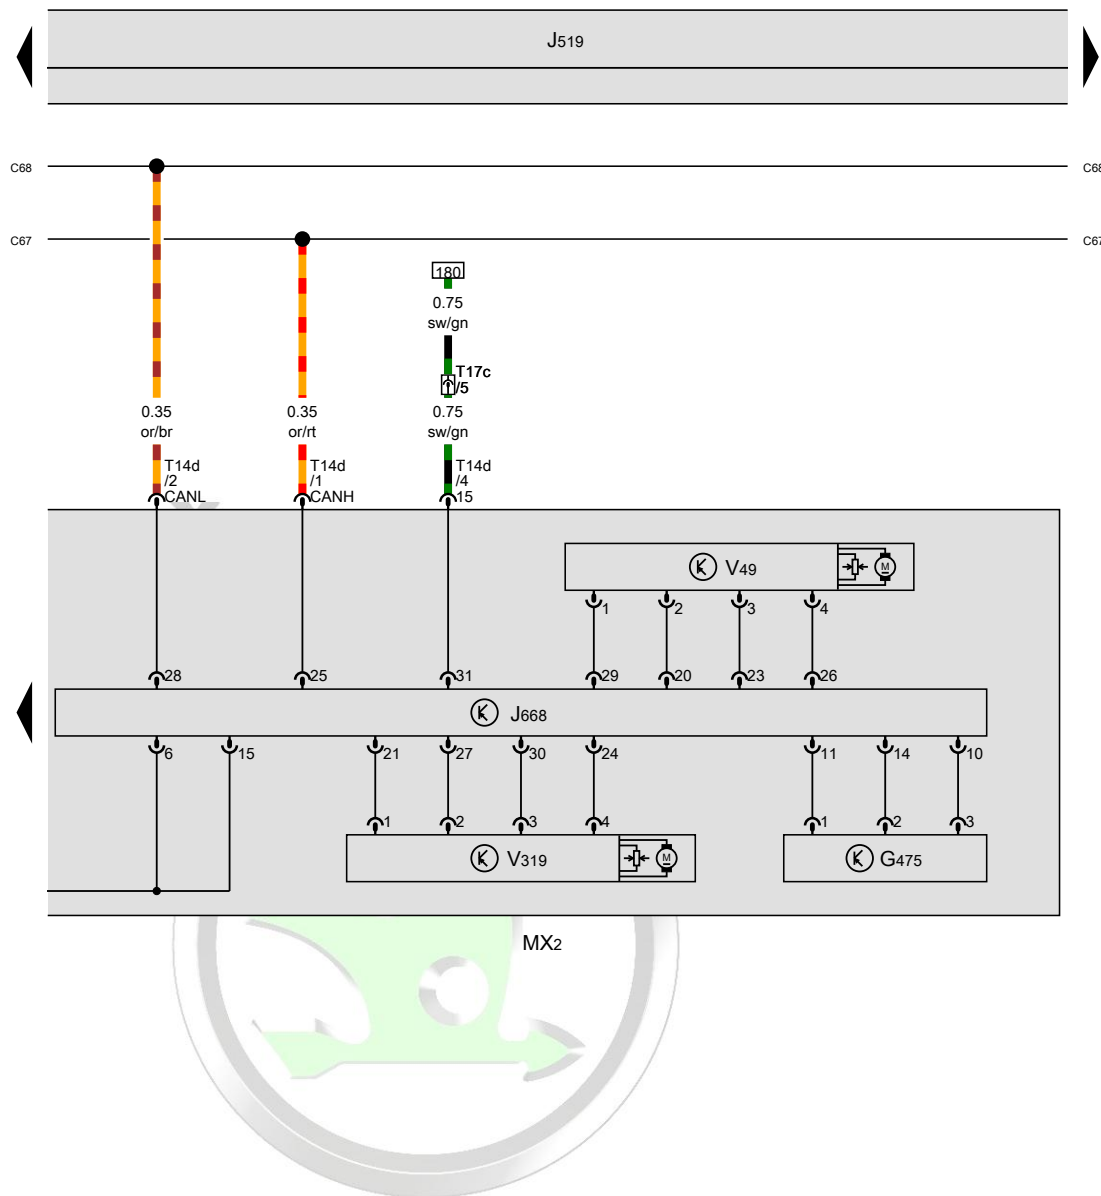 J519
C68 C68
C67 C67
180
0.75
sw/gn
T17c
/5
0.35 0.35 0.75
or/br or/rt sw/gn
T14d T14d T14d
/2 /1 /4
CANL CANH 15
V49 M
1 2 3 4
28 25 31 29 20 23 26
J668
6 15 21 27 30 24 11 14 10
1 2 3 4 1 2 3
V319 M G475
MX2